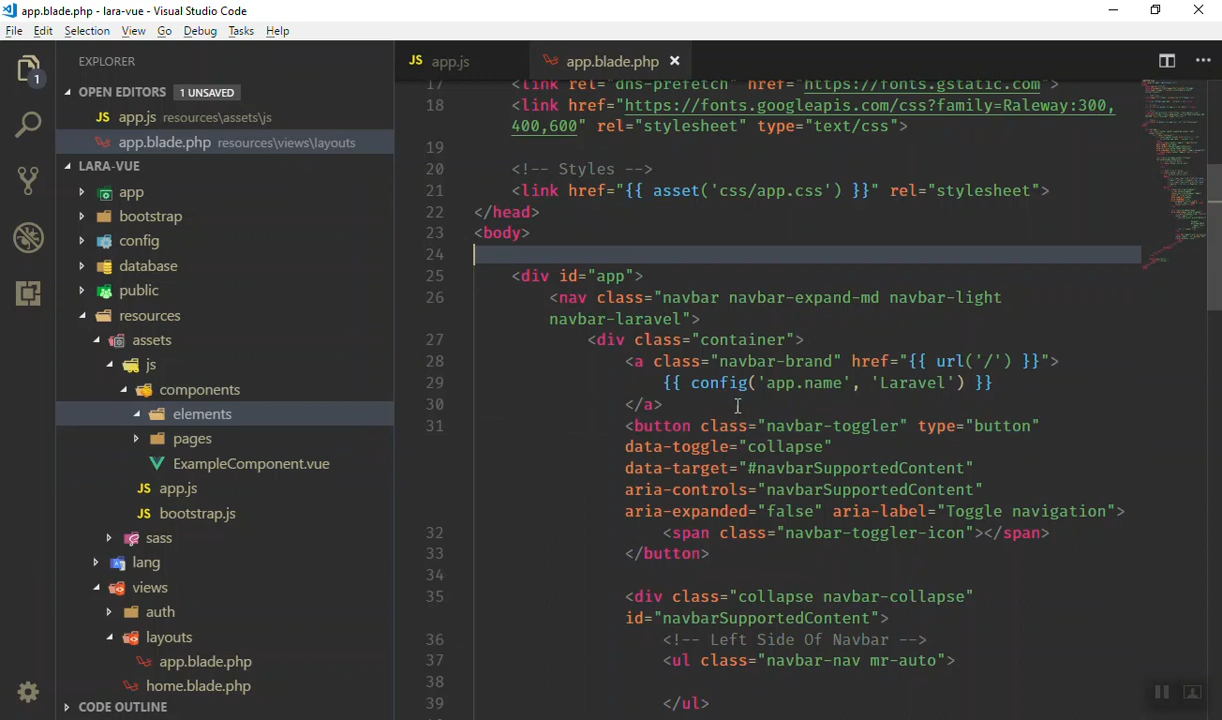 app.blade.php - lara-vue - Visual Studio Code
File Edit Selection View Go Debug Tasks Help
EXPLORER
OPEN EDITORS 1 UNSAVED
JS app.js resources\assets\js
app.blade.php resources\views\layouts
LARA-VUE
app
bootstrap
config
database
public
resources
assets
js
components
elements
pages
ExampleComponent.vue
JS app.js
JS bootstrap.js
sass
lang
views
auth
layouts
app.blade.php
home.blade.php
CODE OUTLINE
1
JS app.js
app.blade.php
17 <link rel="dns-prefetch" href="https://fonts.gstatic.com">
18 <link href="https://fonts.googleapis.com/css?family=Raleway:300,
400,600" rel="stylesheet" type="text/css">
19
20 <!-- Styles -->
21 <link href="{{ asset('css/app.css') }}" rel="stylesheet">
22 </head>
23 <body>
24
25 <div id="app">
26 <nav class="navbar navbar-expand-md navbar-light
navbar-laravel">
27 <div class="container">
28 <a class="navbar-brand" href="{{ url('/') }}">
29 {{ config('app.name', 'Laravel') }}
30 </a>
31 <button class="navbar-toggler" type="button"
data-toggle="collapse"
data-target="#navbarSupportedContent"
aria-controls="navbarSupportedContent"
aria-expanded="false" aria-label="Toggle navigation">
32 <span class="navbar-toggler-icon"></span>
33 </button>
34
35 <div class="collapse navbar-collapse"
id="navbarSupportedContent">
36 <!-- Left Side Of Navbar -->
37 <ul class="navbar-nav mr-auto">
38
39 </ul>